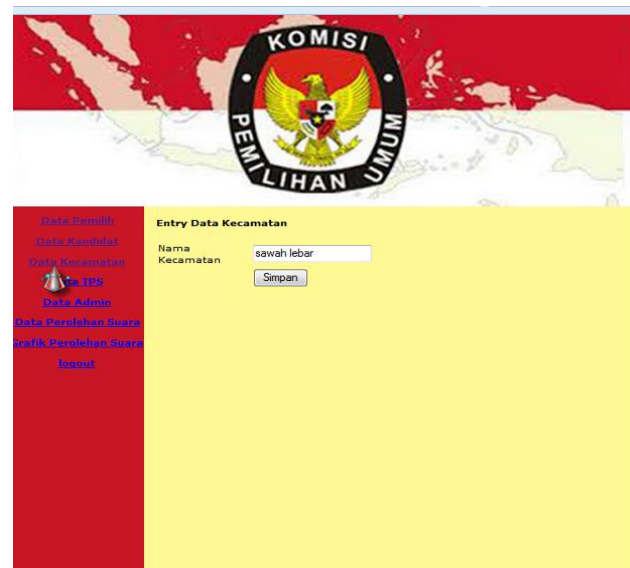 KOMISI
PEMILIHAN UMUM
Data Pemilih
Data Kandidat
Data Kecamatan
TPS
Data Admin
Data Perolehan Suara
Grafik Perolehan Suara
logout
Entry Data Kecamatan
Nama
Kecamatan
sawah lebar
Simpan